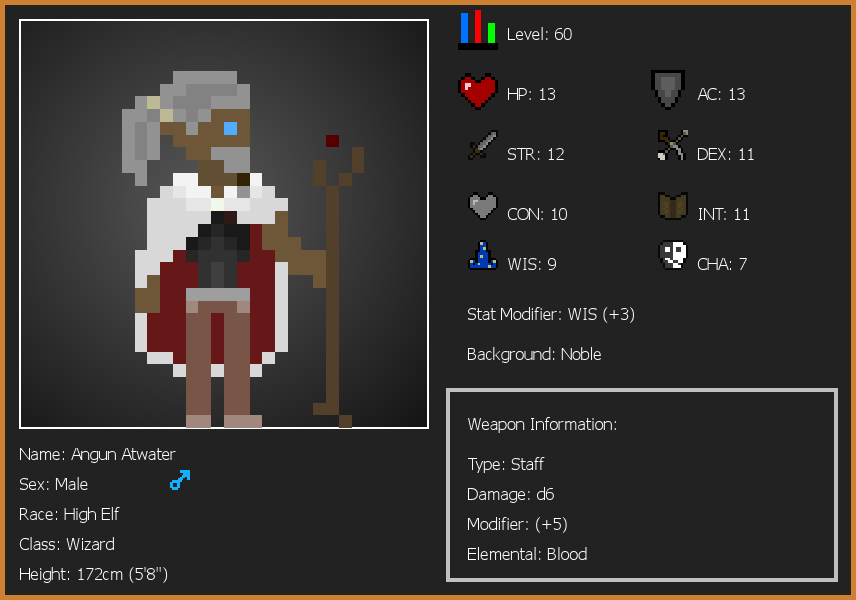 Level: 60
HP: 13
AC: 13
STR: 12
DEX: 11
CON: 10
INT: 11
WIS: 9
CHA: 7
Stat Modifier: WIS (+3)
Background: Noble
Weapon Information:
Type: Staff
Damage: d6
Modifier: (+5)
Elemental: Blood
Name: Angun Atwater
Sex: Male
Race: High Elf
Class: Wizard
Height: 172cm (5'8")